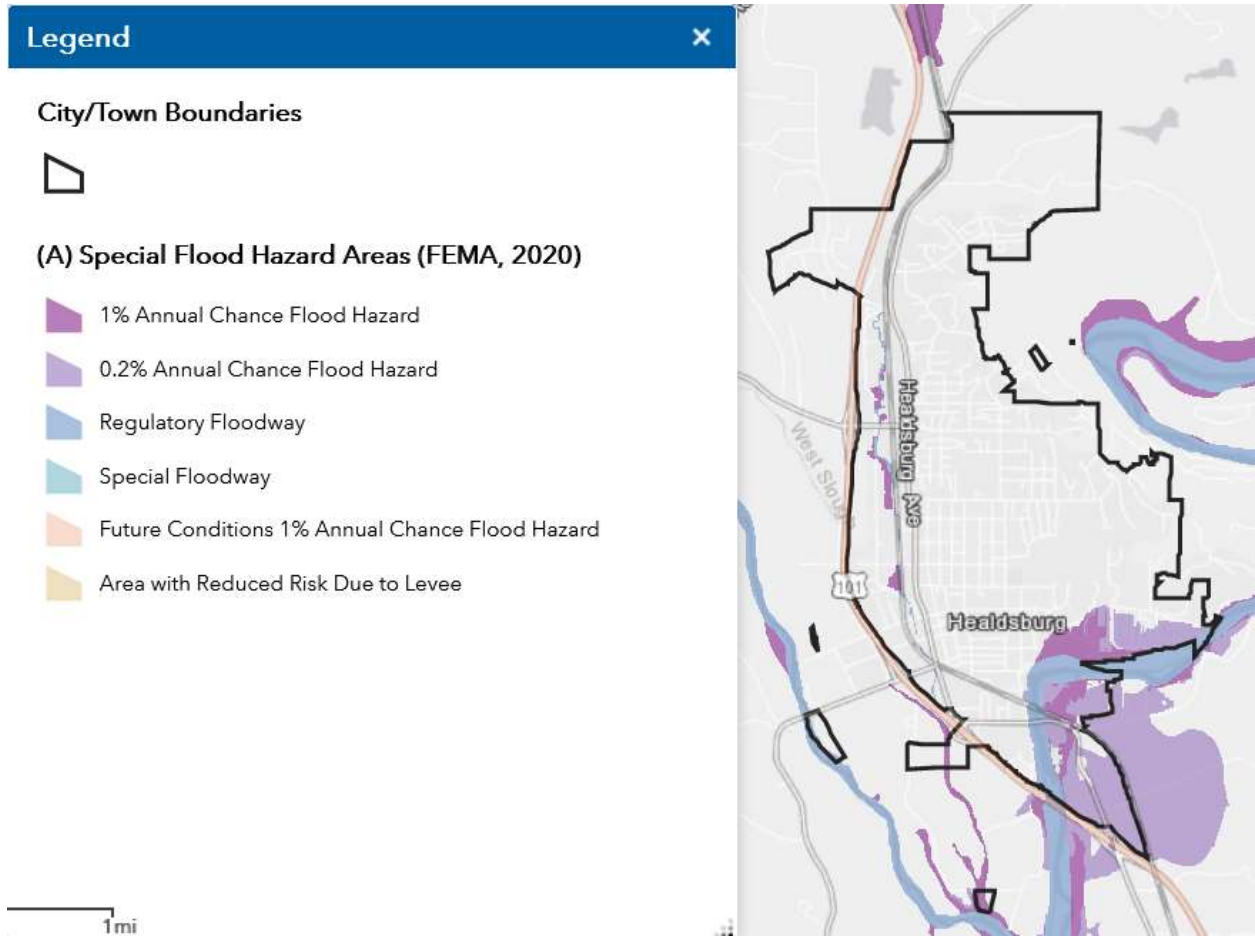 Legend
City/Town Boundaries
(A) Special Flood Hazard Areas (FEMA, 2020)
1% Annual Chance Flood Hazard
0.2% Annual Chance Flood Hazard
Regulatory Floodway
Special Floodway
Future Conditions 1% Annual Chance Flood Hazard
Area with Reduced Risk Due to Levee
1mi
Healdsburg Ave
West Slough
101
Healdsburg